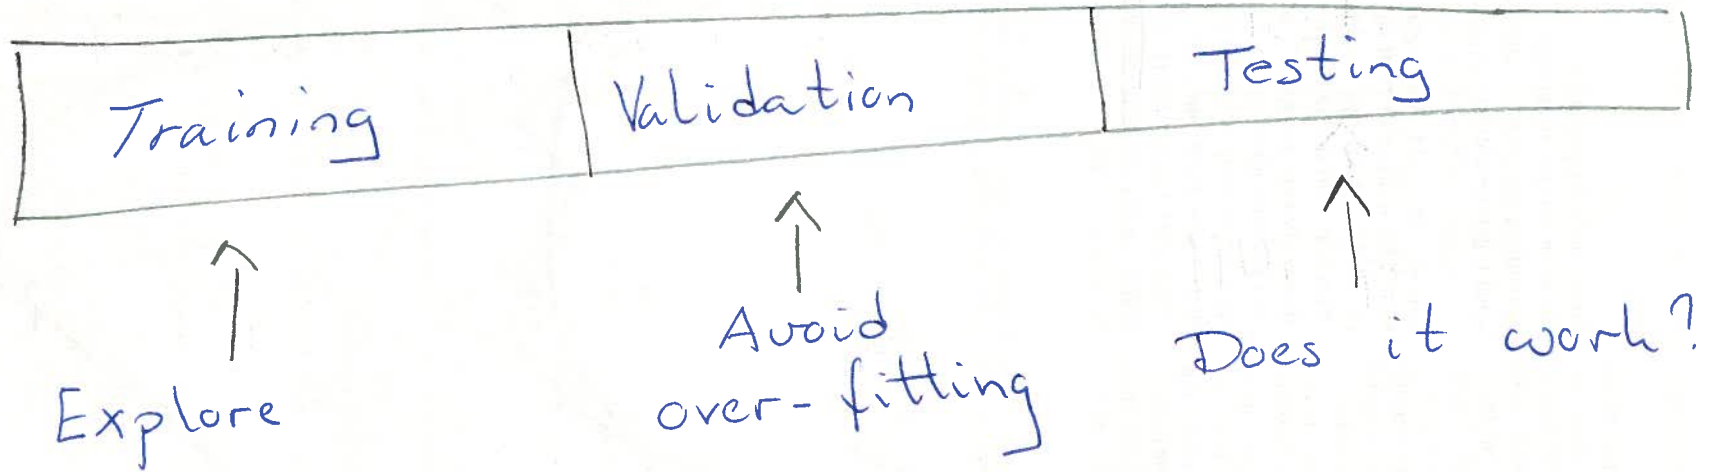 Training Validation Testing
Explore
Avoid
over-fitting
Does it work?